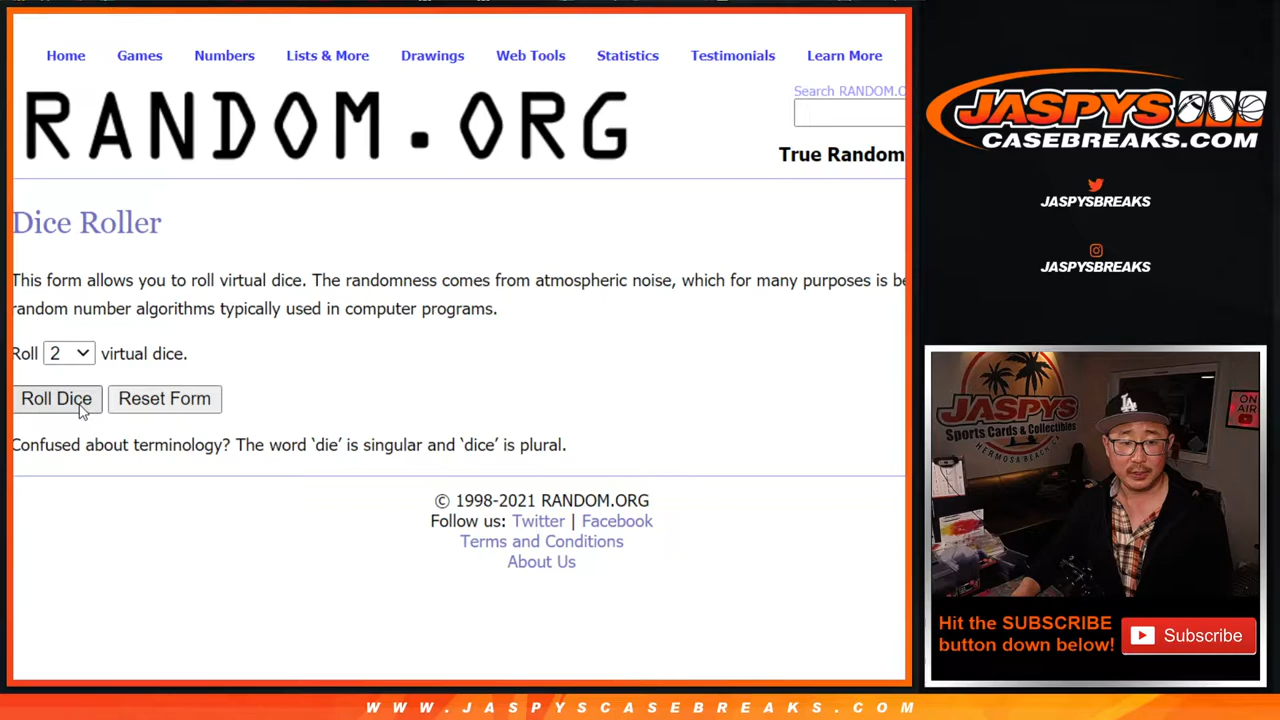 Home Games Numbers Lists & More Drawings Web Tools Statistics Testimonials Learn More
RANDOM.ORG
Search RANDOM.O
True Random
Dice Roller
This form allows you to roll virtual dice. The randomness comes from atmospheric noise, which for many purposes is be
random number algorithms typically used in computer programs.
Roll 2 virtual dice.
Roll Dice Reset Form
Confused about terminology? The word ‘die’ is singular and ‘dice’ is plural.
© 1998-2021 RANDOM.ORG
Follow us: Twitter | Facebook
Terms and Conditions
About Us
JASPYS
CASEBREAKS.COM
JASPYSBREAKS
JASPYSBREAKS
JASPYS
Sports Cards & Collectibles
HERMOSA BEACH, CA
LA
ON
AIR
Hit the SUBSCRIBE
button down below!
Subscribe
WWW.JASPYSCASEBREAKS.COM